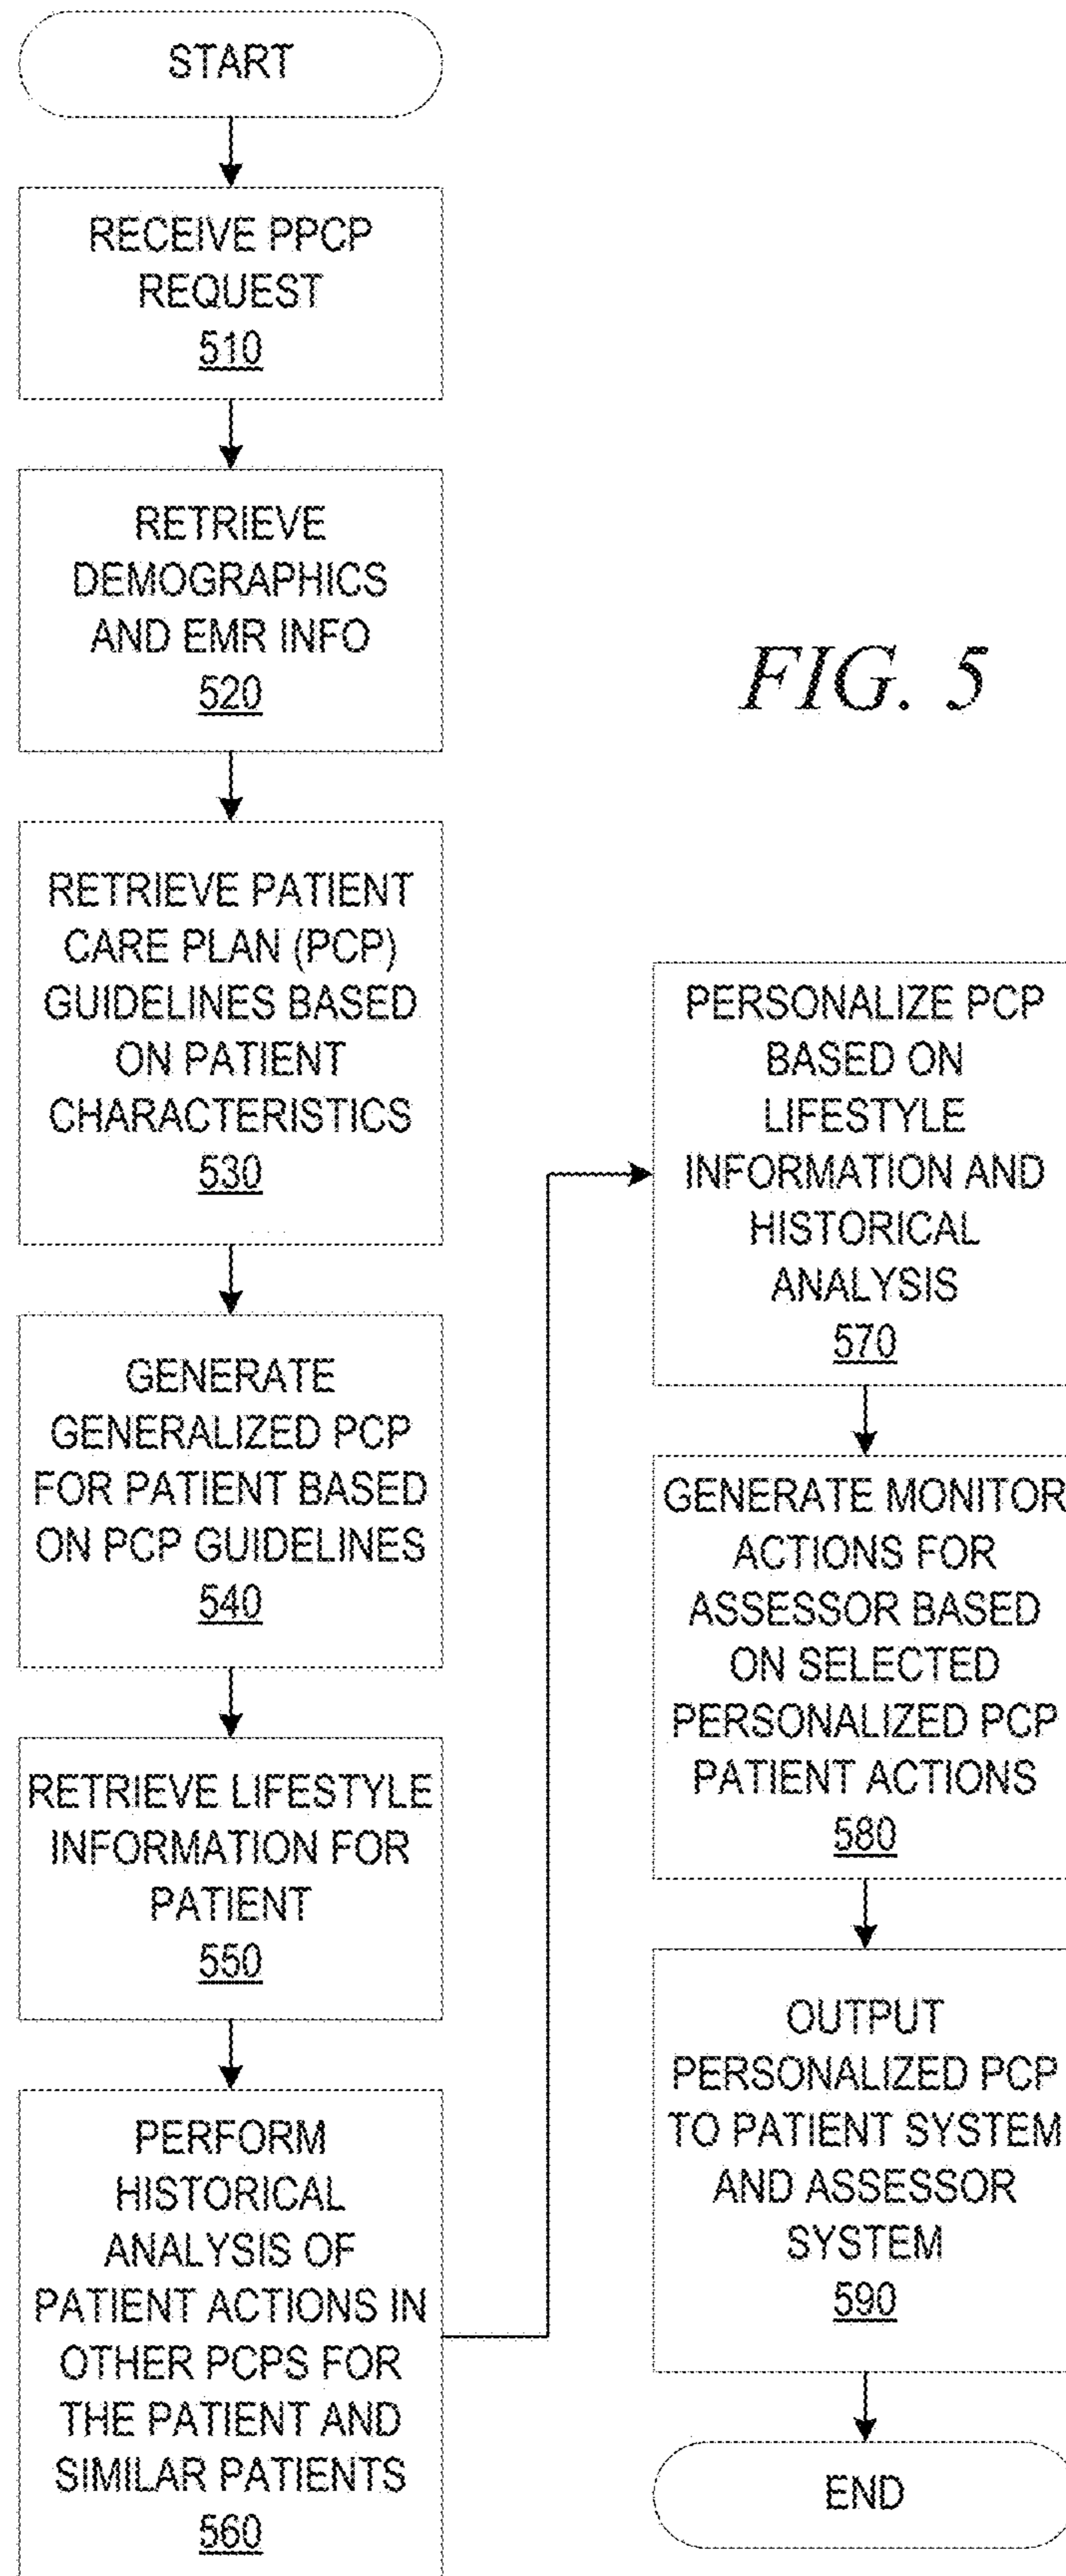 START
RECEIVE PPCP
REQUEST
510
RETRIEVE
DEMOGRAPHICS
AND EMR INFO
520
RETRIEVE PATIENT
CARE PLAN (PCP)
GUIDELINES BASED
ON PATIENT
CHARACTERISTICS
530
GENERATE
GENERALIZED PCP
FOR PATIENT BASED
ON PCP GUIDELINES
540
RETRIEVE LIFESTYLE
INFORMATION FOR
PATIENT
550
PERFORM
HISTORICAL
ANALYSIS OF
PATIENT ACTIONS IN
OTHER PCPS FOR
THE PATIENT AND
SIMILAR PATIENTS
560
FIG. 5
PERSONALIZE PCP
BASED ON
LIFESTYLE
INFORMATION AND
HISTORICAL
ANALYSIS
570
GENERATE MONITOR
ACTIONS FOR
ASSESSOR BASED
ON SELECTED
PERSONALIZED PCP
PATIENT ACTIONS
580
OUTPUT
PERSONALIZED PCP
TO PATIENT SYSTEM
AND ASSESSOR
SYSTEM
590
END